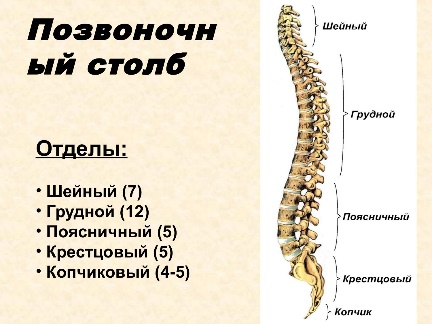 Позвоночн
ый столб
Отделы:
• Шейный (7)
• Грудной (12)
• Поясничный (5)
• Крестцовый (5)
• Копчиковый (4-5)
Шейный
Грудной
Поясничный
Крестцовый
Копчик